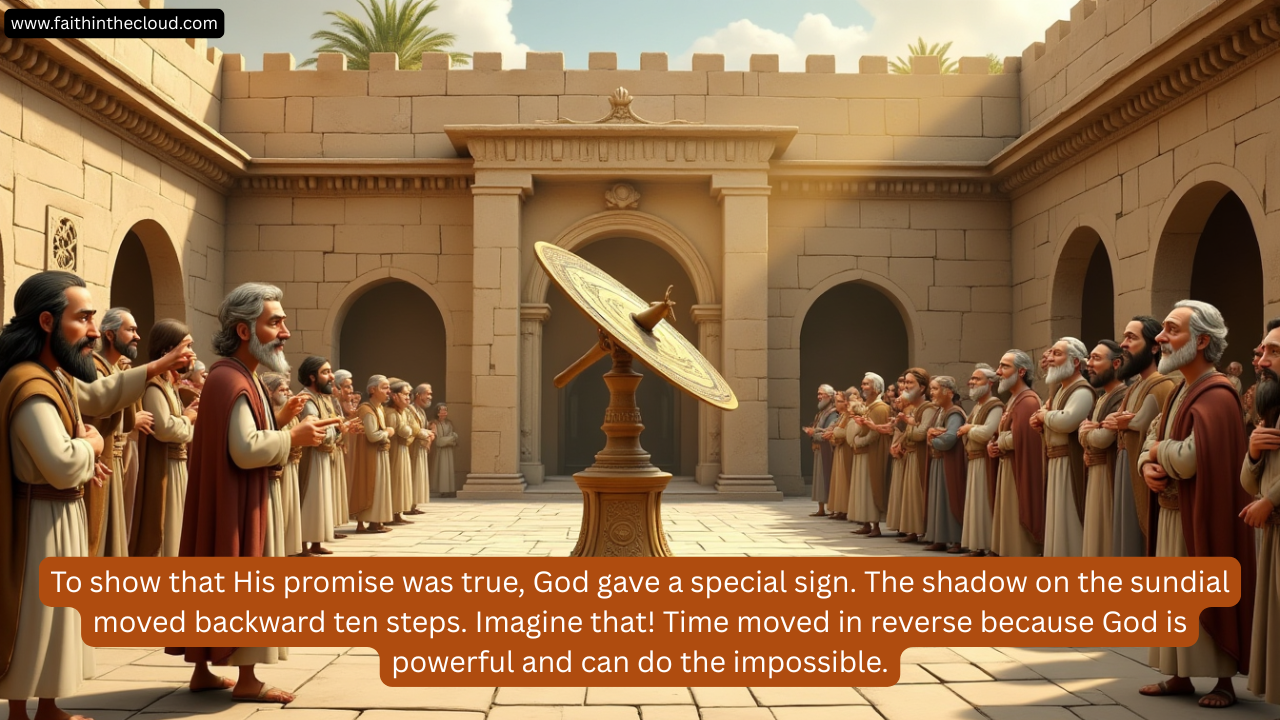 www.faithinthecloud.com
To show that His promise was true, God gave a special sign. The shadow on the sundial
moved backward ten steps. Imagine that! Time moved in reverse because God is
powerful and can do the impossible.